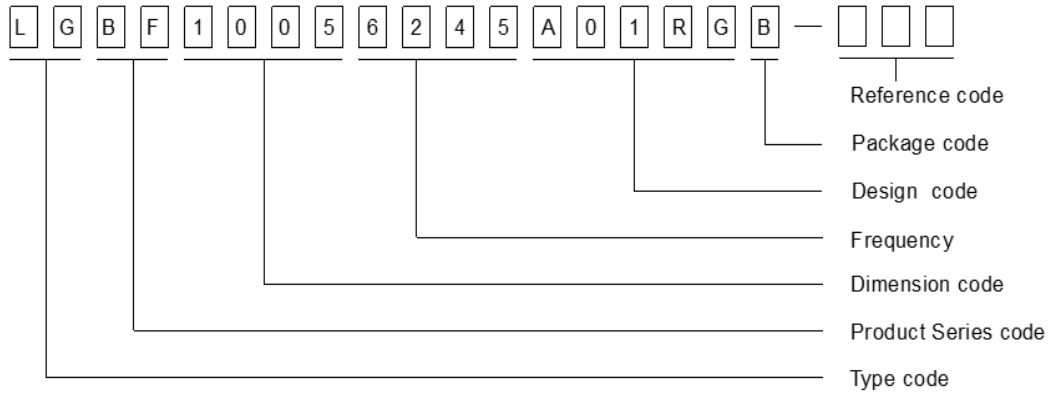 L G B F 1 0 0 5 6 2 4 5 A 0 1 R G B —
Reference code
Package code
Design code
Frequency
Dimension code
Product Series code
Type code